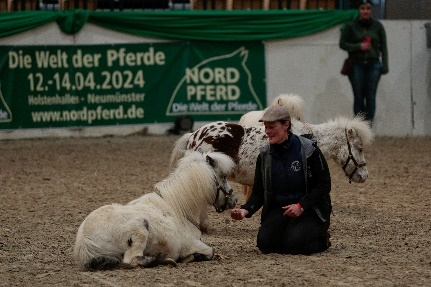 Die Welt der Pferde
12.-14.04.2024
Holstenhallen - Neumünster
www.nordpferd.de
NORD
PFERD
Die Welt der Pferde